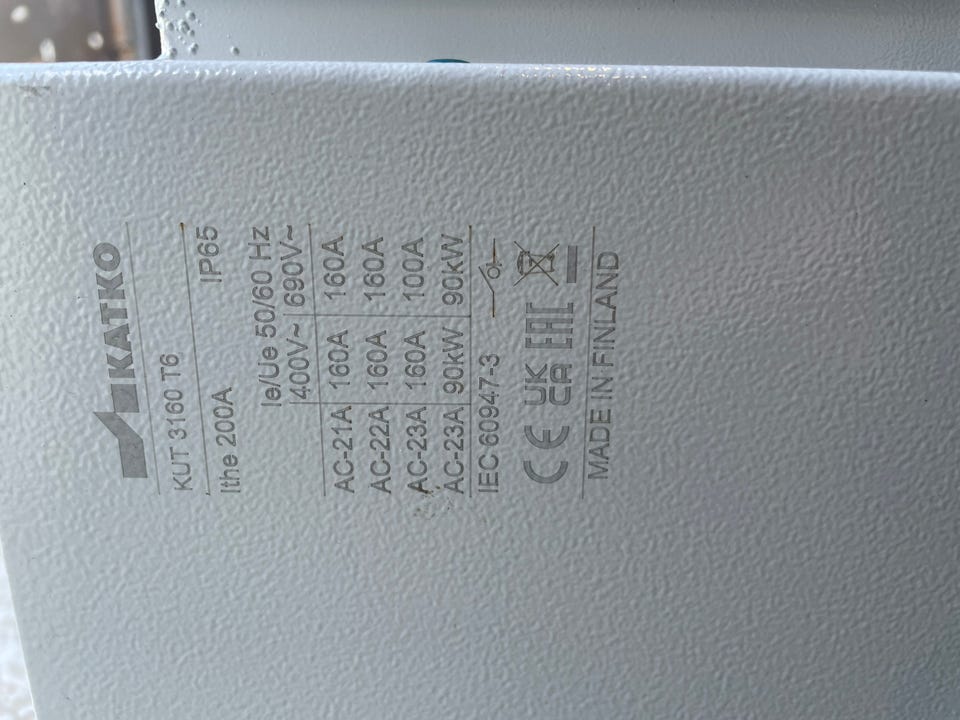 KATKO
KUT 3160 T6
Ithe 200A IP65
Ie/Ue 50/60 Hz
400V~ 690V~
AC-21A 160A 160A
AC-22A 160A 160A
AC-23A 160A 100A
AC-23A 90kW 90kW
IEC 60947-3
CE UK CA EAC
MADE IN FINLAND